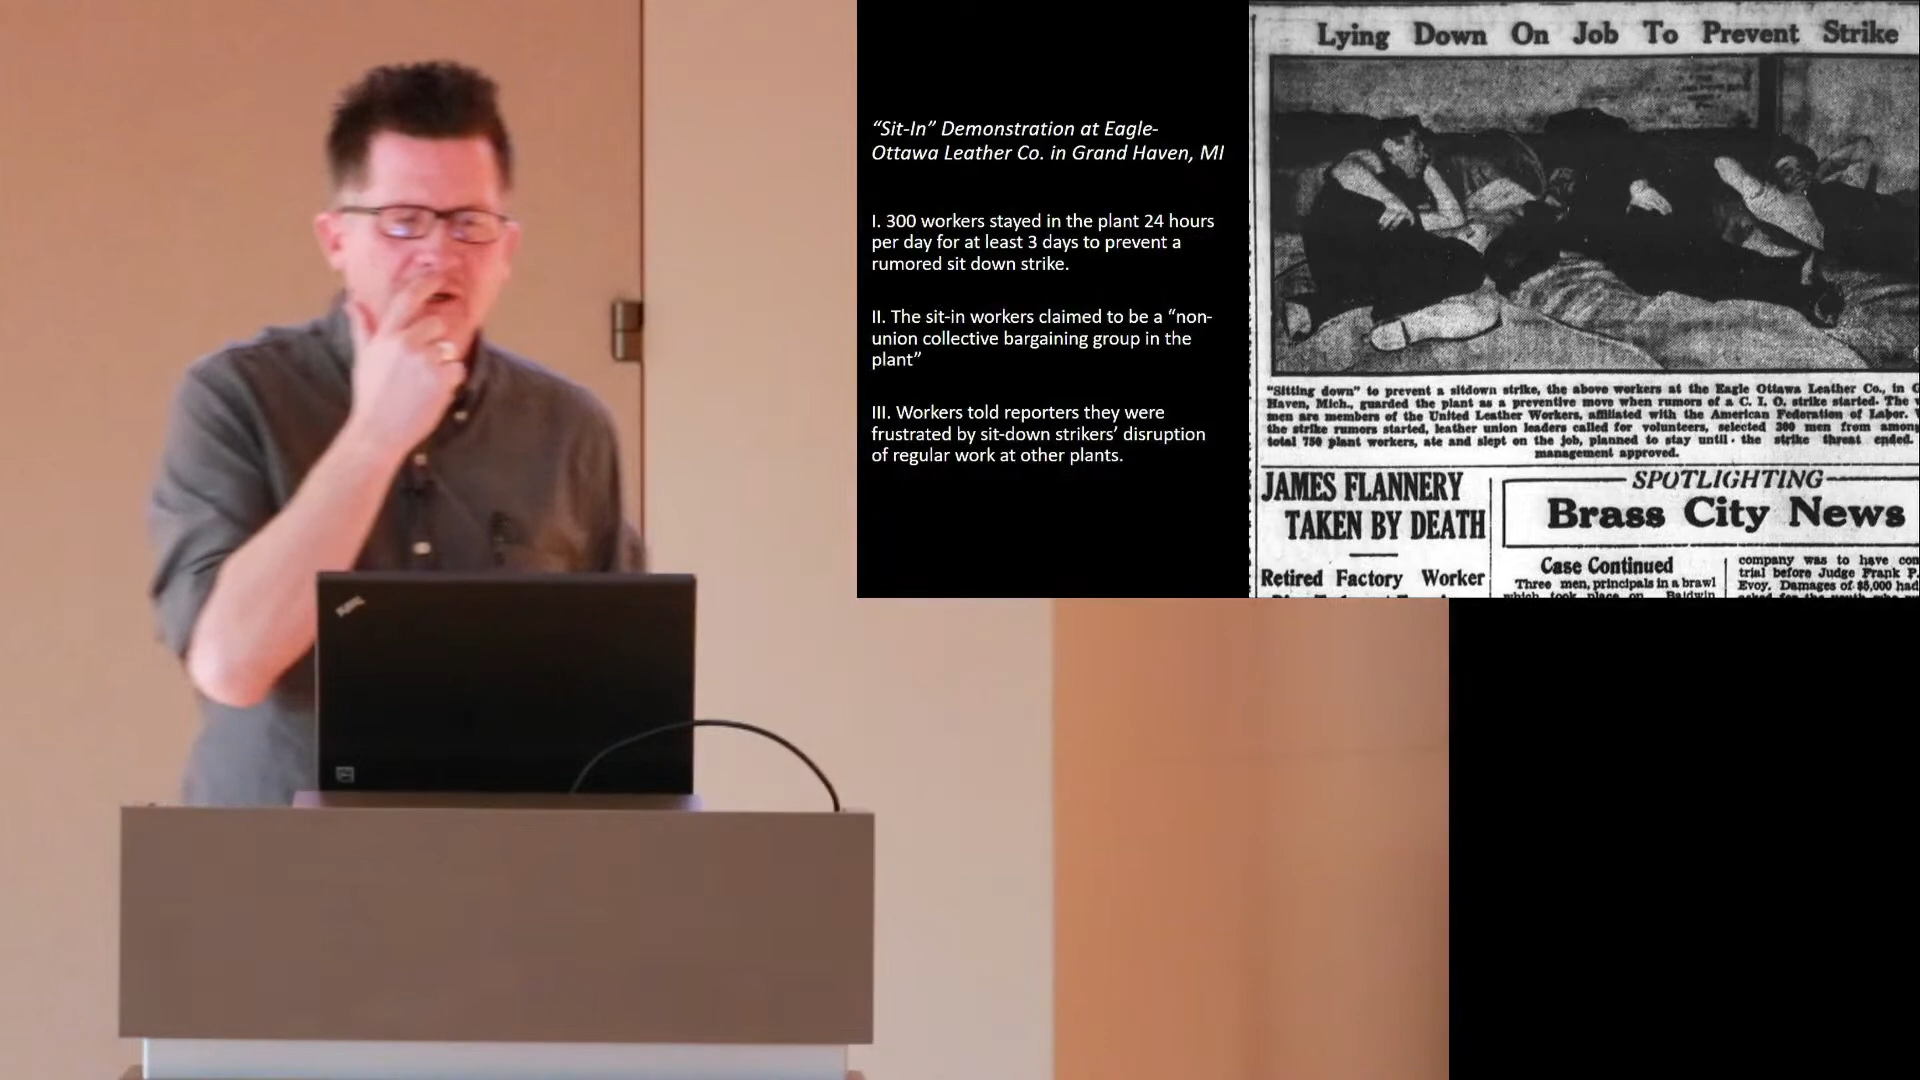 “Sit-In” Demonstration at Eagle-
Ottawa Leather Co. in Grand Haven, MI
I. 300 workers stayed in the plant 24 hours
per day for at least 3 days to prevent a
rumored sit down strike.
II. The sit-in workers claimed to be a “non-
union collective bargaining group in the
plant”
III. Workers told reporters they were
frustrated by sit-down strikers’ disruption
of regular work at other plants.
Lying Down On Job To Prevent Strike
"Sitting down" to prevent a sitdown strike, the above workers at the Eagle Ottawa Leather Co., in G
Haven, Mich., guarded the plant as a preventive move when rumors of a C. I. O. strike started. The
men are members of the United Leather Workers, affiliated with the American Federation of Labor.
the strike rumors started, leather union leaders called for volunteers, selected 300 men from among
total 750 plant workers, ate and slept on the job, planned to stay until the strike threat ended.
management approved.
JAMES FLANNERY
TAKEN BY DEATH
Retired Factory Worker
SPOTLIGHTING
Brass City News
Case Continued
Three men, principals in a brawl
which took place on Baldwin
company was to have
trial before Judge Frank P.
Evoy. Damages of $5,000 had